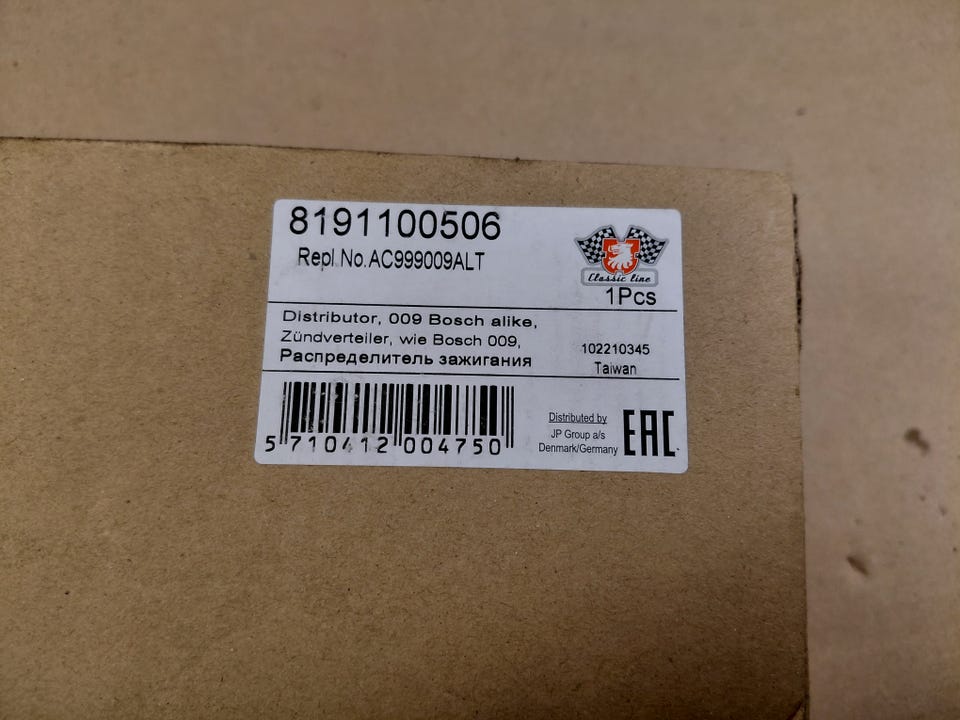 8191100506
Repl.No.AC999009ALT
Classic line
1Pcs
Distributor, 009 Bosch alike,
Zündverteiler, wie Bosch 009,
Распределитель зажигания
102210345
Taiwan
5 710412 004750
Distributed by
JP Group a/s
Denmark/Germany
EAC